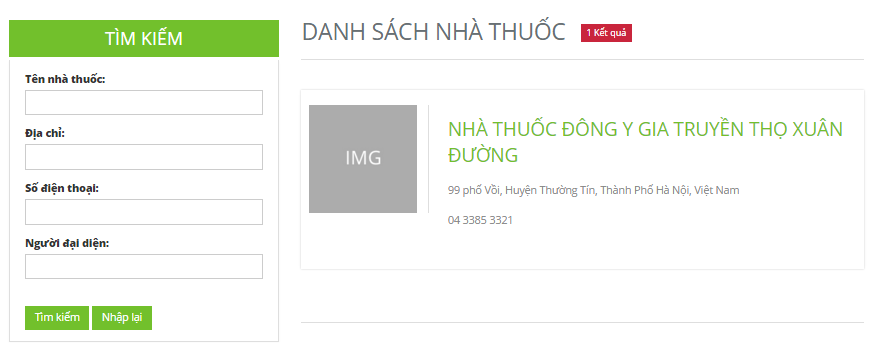 TÌM KIẾM
Tên nhà thuốc:
Địa chỉ:
Số điện thoại:
Người đại diện:
Tìm kiếm Nhập lại
DANH SÁCH NHÀ THUỐC 1 Kết quả
IMG
NHÀ THUỐC ĐÔNG Y GIA TRUYỀN THỌ XUÂN
ĐƯỜNG
99 phố Vồi, Huyện Thường Tín, Thành Phố Hà Nội, Việt Nam
04 3385 3321